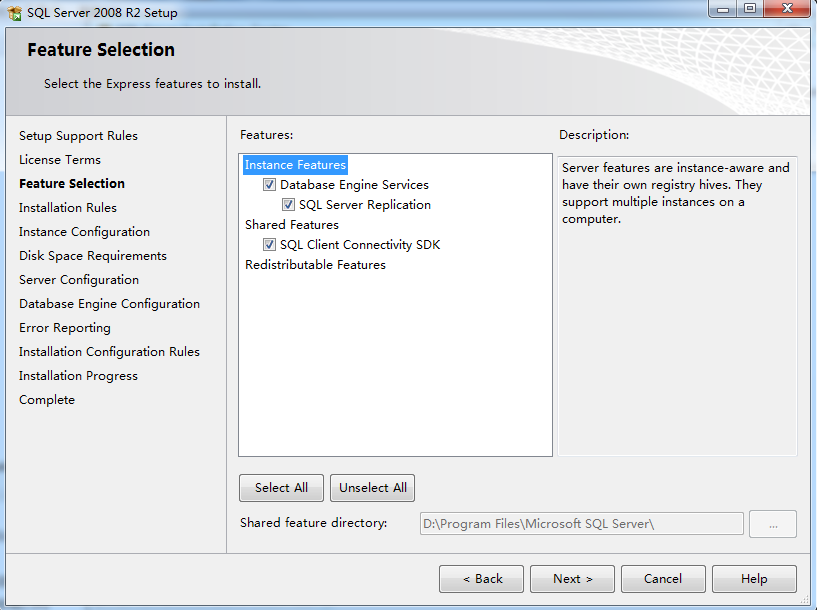 SQL Server 2008 R2 Setup
Feature Selection
Select the Express features to install.
Setup Support Rules
License Terms
Feature Selection
Installation Rules
Instance Configuration
Disk Space Requirements
Server Configuration
Database Engine Configuration
Error Reporting
Installation Configuration Rules
Installation Progress
Complete
Features:
Instance Features
Database Engine Services
SQL Server Replication
Shared Features
SQL Client Connectivity SDK
Redistributable Features
Description:
Server features are instance-aware and
have their own registry hives. They
support multiple instances on a
computer.
Select All
Unselect All
Shared feature directory:
D:\Program Files\Microsoft SQL Server\
...
< Back
Next >
Cancel
Help